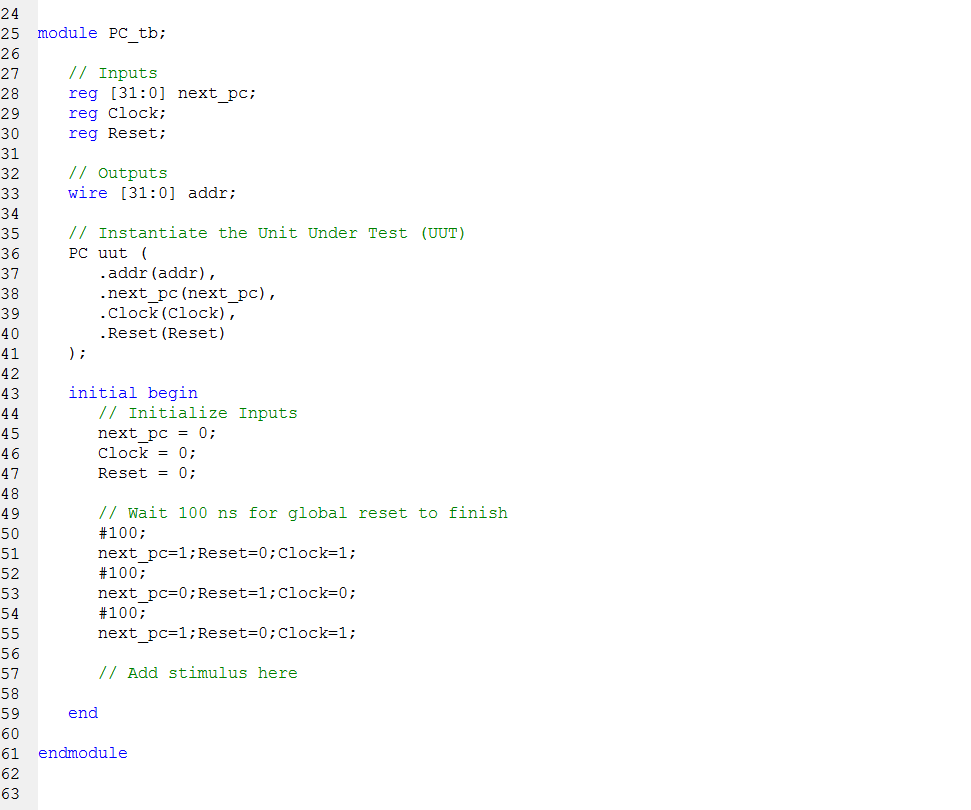 24
25 module PC_tb;
26
27 // Inputs
28 reg [31:0] next_pc;
29 reg Clock;
30 reg Reset;
31
32 // Outputs
33 wire [31:0] addr;
34
35 // Instantiate the Unit Under Test (UUT)
36 PC uut (
37 .addr(addr),
38 .next_pc(next_pc),
39 .Clock(Clock),
40 .Reset(Reset)
41 );
42
43 initial begin
44 // Initialize Inputs
45 next_pc = 0;
46 Clock = 0;
47 Reset = 0;
48
49 // Wait 100 ns for global reset to finish
50 #100;
51 next_pc=1;Reset=0;Clock=1;
52 #100;
53 next_pc=0;Reset=1;Clock=0;
54 #100;
55 next_pc=1;Reset=0;Clock=1;
56
57 // Add stimulus here
58
59 end
60
61 endmodule
62
63